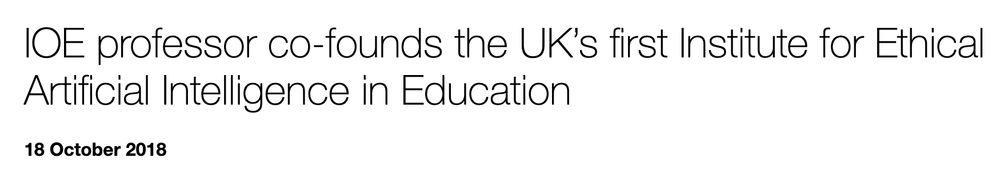 IOE professor co-founds the UK’s first Institute for Ethical
Artificial Intelligence in Education
18 October 2018